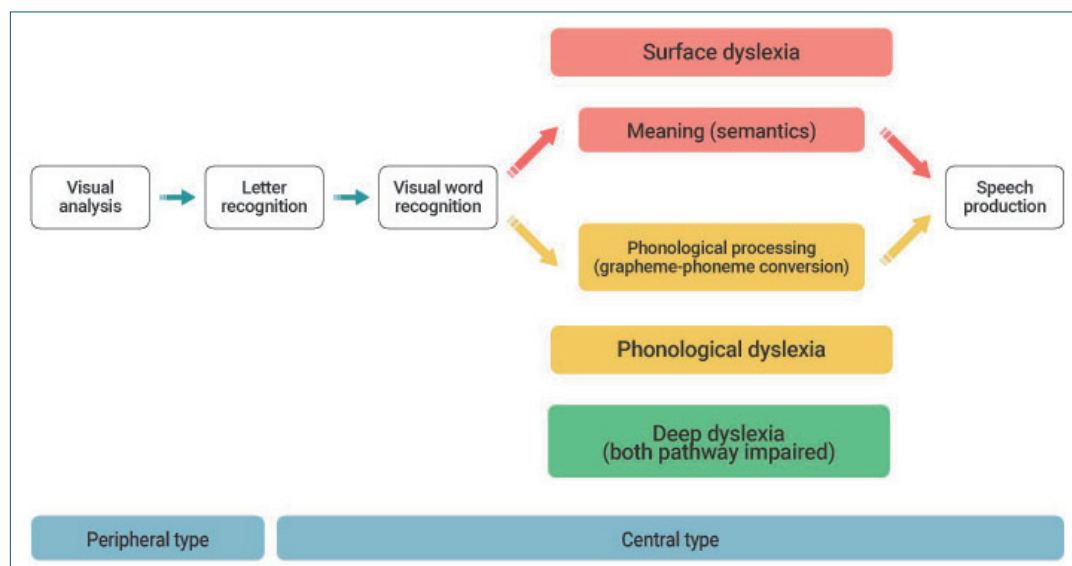 Surface dyslexia
Meaning (semantics)
Visual
analysis
Letter
recognition
Visual word
recognition
Speech
production
Phonological processing
(grapheme-phoneme conversion)
Phonological dyslexia
Deep dyslexia
(both pathway impaired)
Peripheral type
Central type